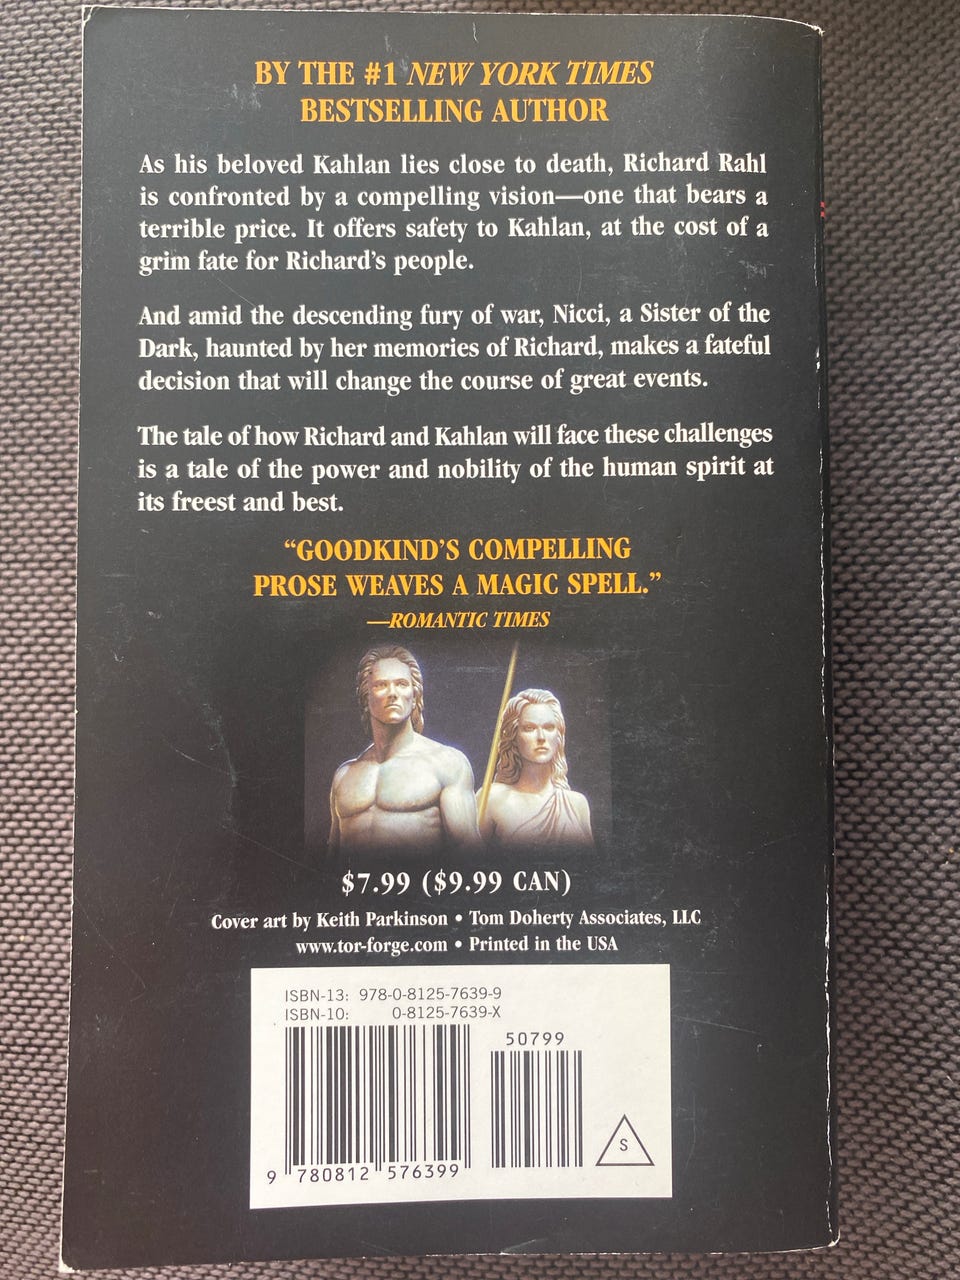 BY THE #1 NEW YORK TIMES
BESTSELLING AUTHOR
As his beloved Kahlan lies close to death, Richard Rahl
is confronted by a compelling vision—one that bears a
terrible price. It offers safety to Kahlan, at the cost of a
grim fate for Richard's people.
And amid the descending fury of war, Nicci, a Sister of the
Dark, haunted by her memories of Richard, makes a fateful
decision that will change the course of great events.
The tale of how Richard and Kahlan will face these challenges
is a tale of the power and nobility of the human spirit at
its freest and best.
"GOODKIND'S COMPELLING
PROSE WEAVES A MAGIC SPELL."
—ROMANTIC TIMES
$7.99 ($9.99 CAN)
Cover art by Keith Parkinson • Tom Doherty Associates, LLC
www.tor-forge.com • Printed in the USA
ISBN-13: 978-0-8125-7639-9
ISBN-10: 0-8125-7639-X
50799
S
9 780812 576399